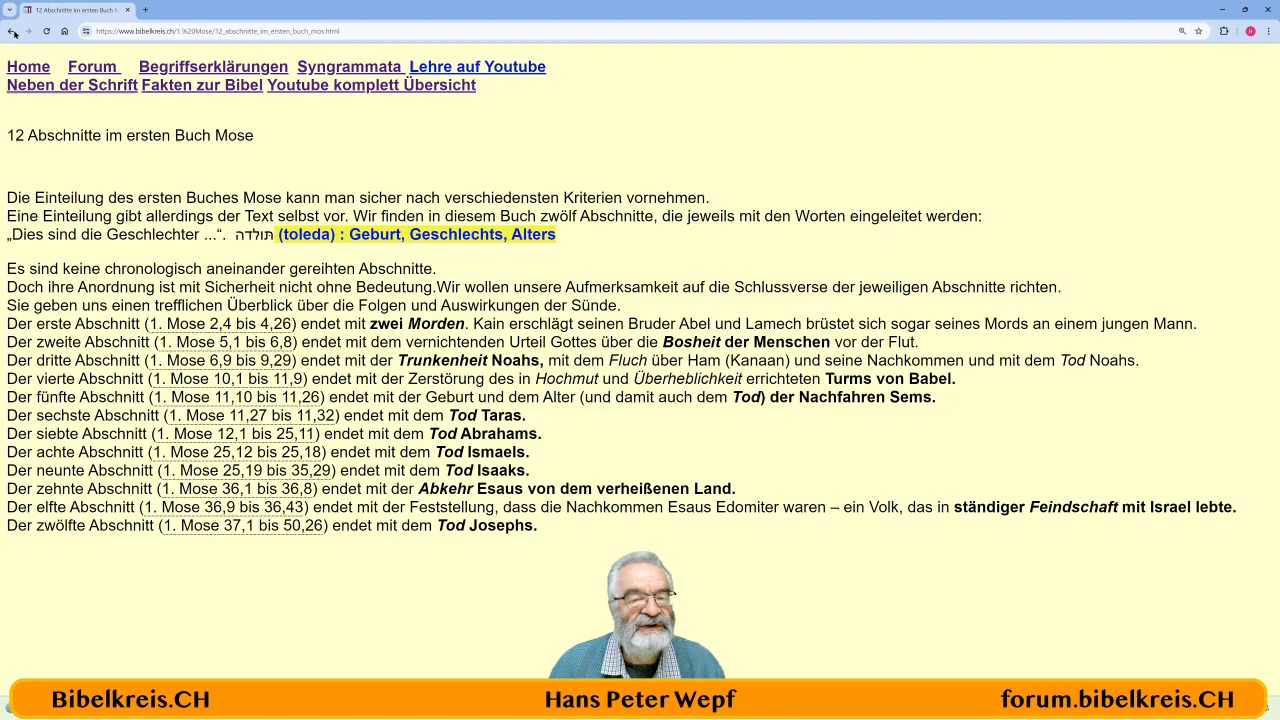 12 Abschnitte im ersten Buch M
https://www.bibelkreis.ch/1.%20Mose/12_abschnitte_im_ersten_buch_mos.html
H
Home Forum Begriffserklärungen Syngrammata Lehre auf Youtube
Neben der Schrift Fakten zur Bibel Youtube komplett Übersicht
12 Abschnitte im ersten Buch Mose
Die Einteilung des ersten Buches Mose kann man sicher nach verschiedensten Kriterien vornehmen.
Eine Einteilung gibt allerdings der Text selbst vor. Wir finden in diesem Buch zwölf Abschnitte, die jeweils mit den Worten eingeleitet werden:
„Dies sind die Geschlechter ...“. תּולדה (toleda) : Geburt, Geschlechts, Alters
Es sind keine chronologisch aneinander gereihten Abschnitte.
Doch ihre Anordnung ist mit Sicherheit nicht ohne Bedeutung.Wir wollen unsere Aufmerksamkeit auf die Schlussverse der jeweiligen Abschnitte richten.
Sie geben uns einen trefflichen Überblick über die Folgen und Auswirkungen der Sünde.
Der erste Abschnitt (1. Mose 2,4 bis 4,26) endet mit zwei Morden. Kain erschlägt seinen Bruder Abel und Lamech brüstet sich sogar seines Mords an einem jungen Mann.
Der zweite Abschnitt (1. Mose 5,1 bis 6,8) endet mit dem vernichtenden Urteil Gottes über die Bosheit der Menschen vor der Flut.
Der dritte Abschnitt (1. Mose 6,9 bis 9,29) endet mit der Trunkenheit Noahs, mit dem Fluch über Ham (Kanaan) und seine Nachkommen und mit dem Tod Noahs.
Der vierte Abschnitt (1. Mose 10,1 bis 11,9) endet mit der Zerstörung des in Hochmut und Überheblichkeit errichteten Turms von Babel.
Der fünfte Abschnitt (1. Mose 11,10 bis 11,26) endet mit der Geburt und dem Alter (und damit auch dem Tod) der Nachfahren Sems.
Der sechste Abschnitt (1. Mose 11,27 bis 11,32) endet mit dem Tod Taras.
Der siebte Abschnitt (1. Mose 12,1 bis 25,11) endet mit dem Tod Abrahams.
Der achte Abschnitt (1. Mose 25,12 bis 25,18) endet mit dem Tod Ismaels.
Der neunte Abschnitt (1. Mose 25,19 bis 35,29) endet mit dem Tod Isaaks.
Der zehnte Abschnitt (1. Mose 36,1 bis 36,8) endet mit der Abkehr Esaus von dem verheißenen Land.
Der elfte Abschnitt (1. Mose 36,9 bis 36,43) endet mit der Feststellung, dass die Nachkommen Esaus Edomiter waren – ein Volk, das in ständiger Feindschaft mit Israel lebte.
Der zwölfte Abschnitt (1. Mose 37,1 bis 50,26) endet mit dem Tod Josephs.
Bibelkreis.CH Hans Peter Wepf forum.bibelkreis.CH